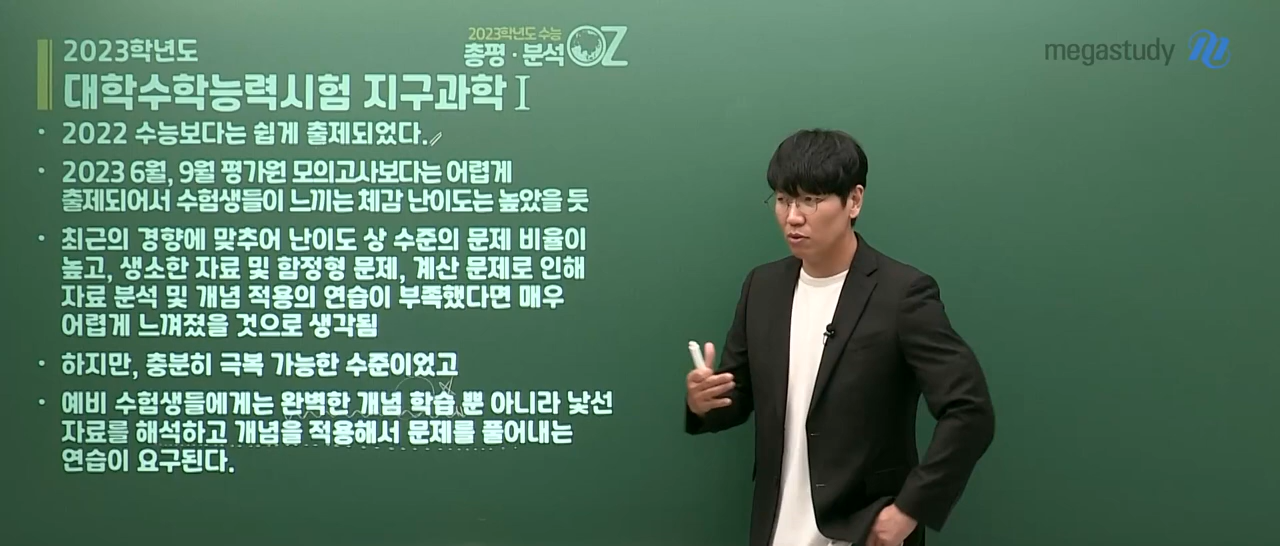 2023학년도
대학수학능력시험 지구과학 I
2023학년도 수능
총평·분석 OZ
megastudy
• 2022 수능보다는 쉽게 출제되었다.
• 2023 6월, 9월 평가원 모의고사보다는 어렵게
출제되어서 수험생들이 느끼는 체감 난이도는 높았을 듯
• 최근의 경향에 맞추어 난이도 상 수준의 문제 비율이
높고, 생소한 자료 및 함정형 문제, 계산 문제로 인해
자료 분석 및 개념 적용의 연습이 부족했다면 매우
어렵게 느껴졌을 것으로 생각됨
• 하지만, 충분히 극복 가능한 수준이었고
• 예비 수험생들에게는 완벽한 개념 학습 뿐 아니라 낯선
자료를 해석하고 개념을 적용해서 문제를 풀어내는
연습이 요구된다.